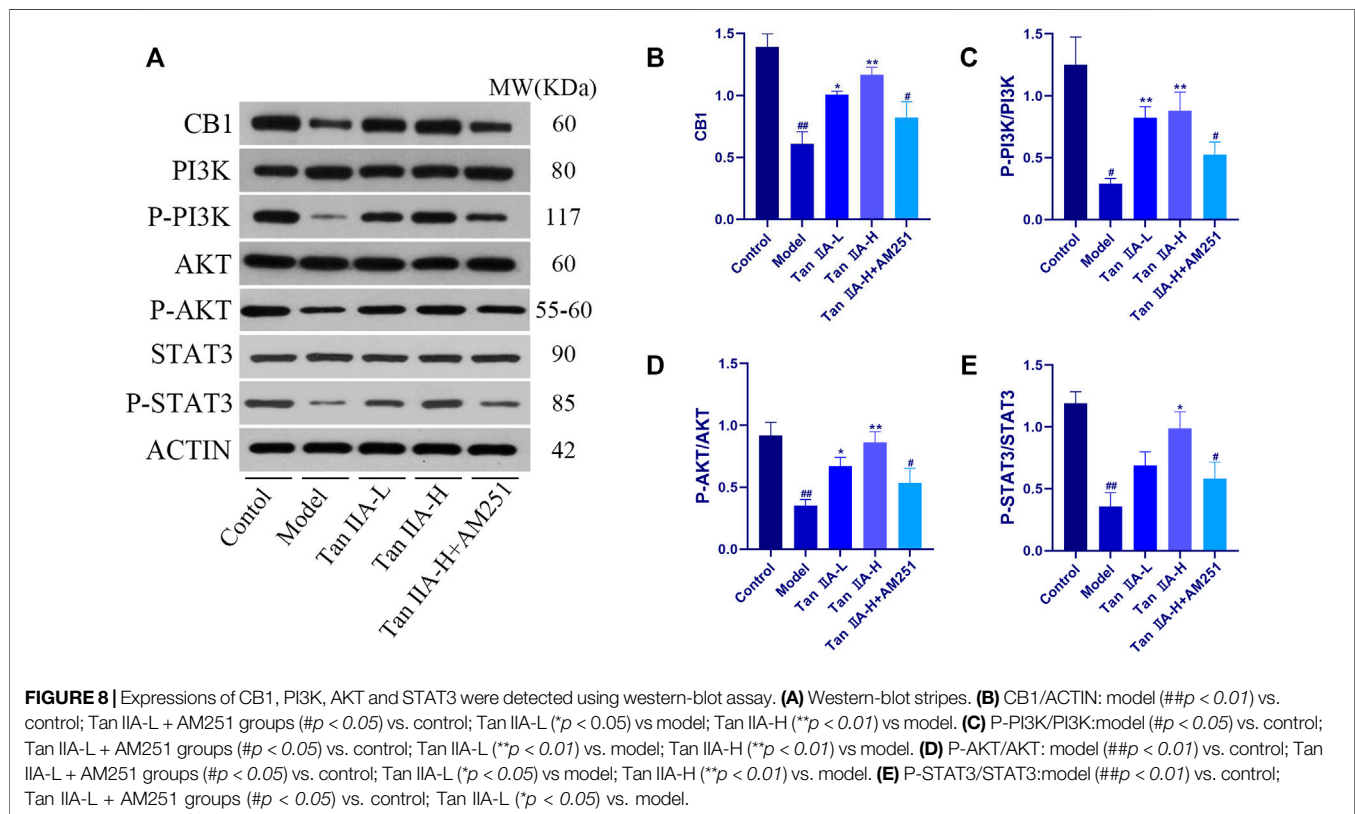 A
MW(KDa)
CB1 60
PI3K 80
P-PI3K 117
AKT 60
P-AKT 55-60
STAT3 90
P-STAT3 85
ACTIN 42
Contol
Model
Tan IIA-L
Tan IIA-H
Tan IIA-H+AM251
B
CB1
1.5
1.0
0.5
0.0
##
*
**
#
Control
Model
Tan ⅡA-L
Tan ⅡA-H
Tan ⅡA-H+AM251
C
P-PI3K/PI3K
1.5
1.0
0.5
0.0
#
**
**
#
Control
Model
Tan ⅡA-L
Tan ⅡA-H
Tan ⅡA-H+AM251
D
P-AKT/AKT
1.5
1.0
0.5
0.0
##
*
**
#
Control
Model
Tan ⅡA-L
Tan ⅡA-H
Tan ⅡA-H+AM251
E
P-STAT3/STAT3
1.5
1.0
0.5
0.0
##
*
#
Control
Model
Tan ⅡA-L
Tan ⅡA-H
Tan ⅡA-H+AM251
FIGURE 8 | Expressions of CB1, PI3K, AKT and STAT3 were detected using western-blot assay. (A) Western-blot stripes. (B) CB1/ACTIN: model (##p < 0.01) vs.
control; Tan IIA-L + AM251 groups (#p < 0.05) vs. control; Tan IIA-L (*p < 0.05) vs model; Tan IIA-H (**p < 0.01) vs model. (C) P-PI3K/PI3K:model (#p < 0.05) vs. control;
Tan IIA-L + AM251 groups (#p < 0.05) vs. control; Tan IIA-L (**p < 0.01) vs. model; Tan IIA-H (**p < 0.01) vs model. (D) P-AKT/AKT: model (##p < 0.01) vs. control; Tan
IIA-L + AM251 groups (#p < 0.05) vs. control; Tan IIA-L (*p < 0.05) vs model; Tan IIA-H (**p < 0.01) vs. model. (E) P-STAT3/STAT3:model (##p < 0.01) vs. control;
Tan IIA-L + AM251 groups (#p < 0.05) vs. control; Tan IIA-L (*p < 0.05) vs. model.